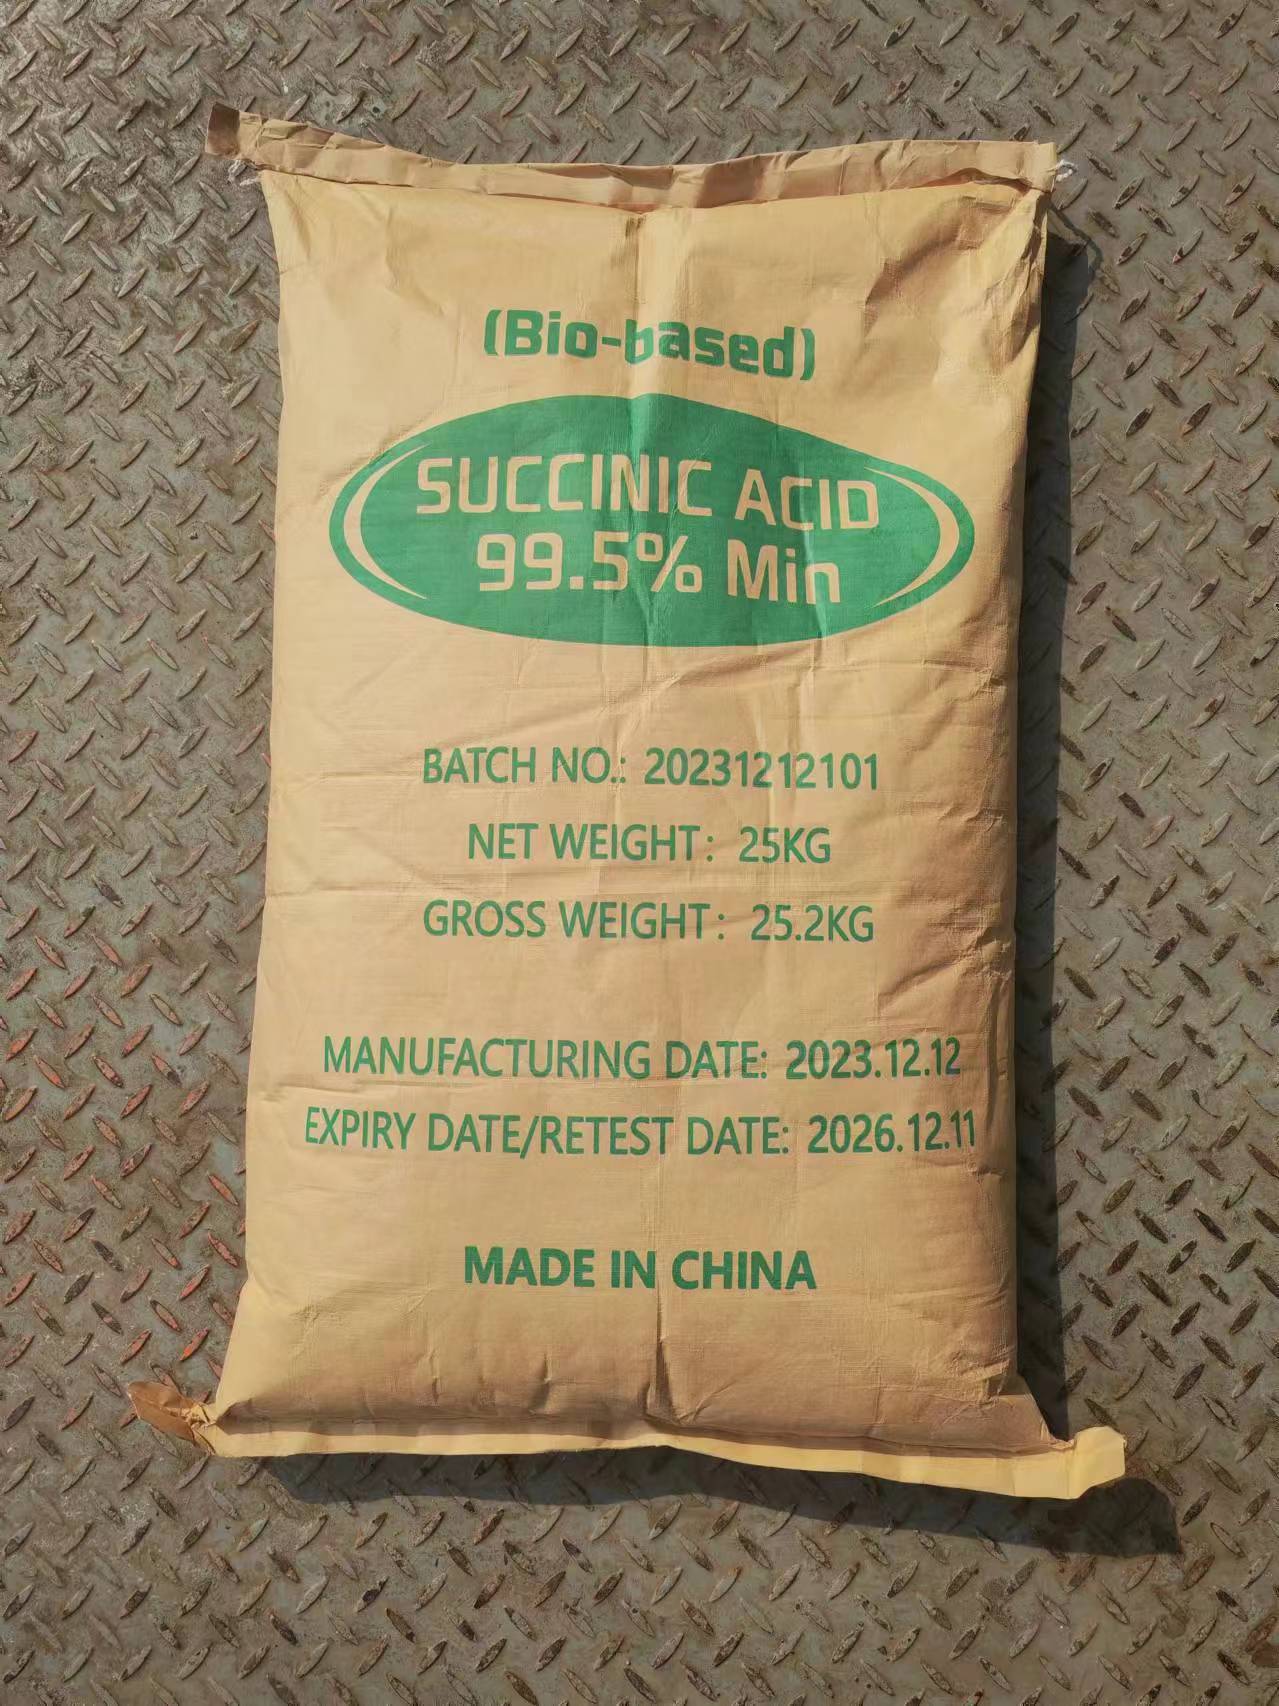 (Bio-based)
SUCCINIC ACID
99.5% Min
BATCH NO.: 20231212101
NET WEIGHT: 25KG
GROSS WEIGHT: 25.2KG
MANUFACTURING DATE: 2023.12.12
EXPIRY DATE/RETEST DATE: 2026.12.11
MADE IN CHINA